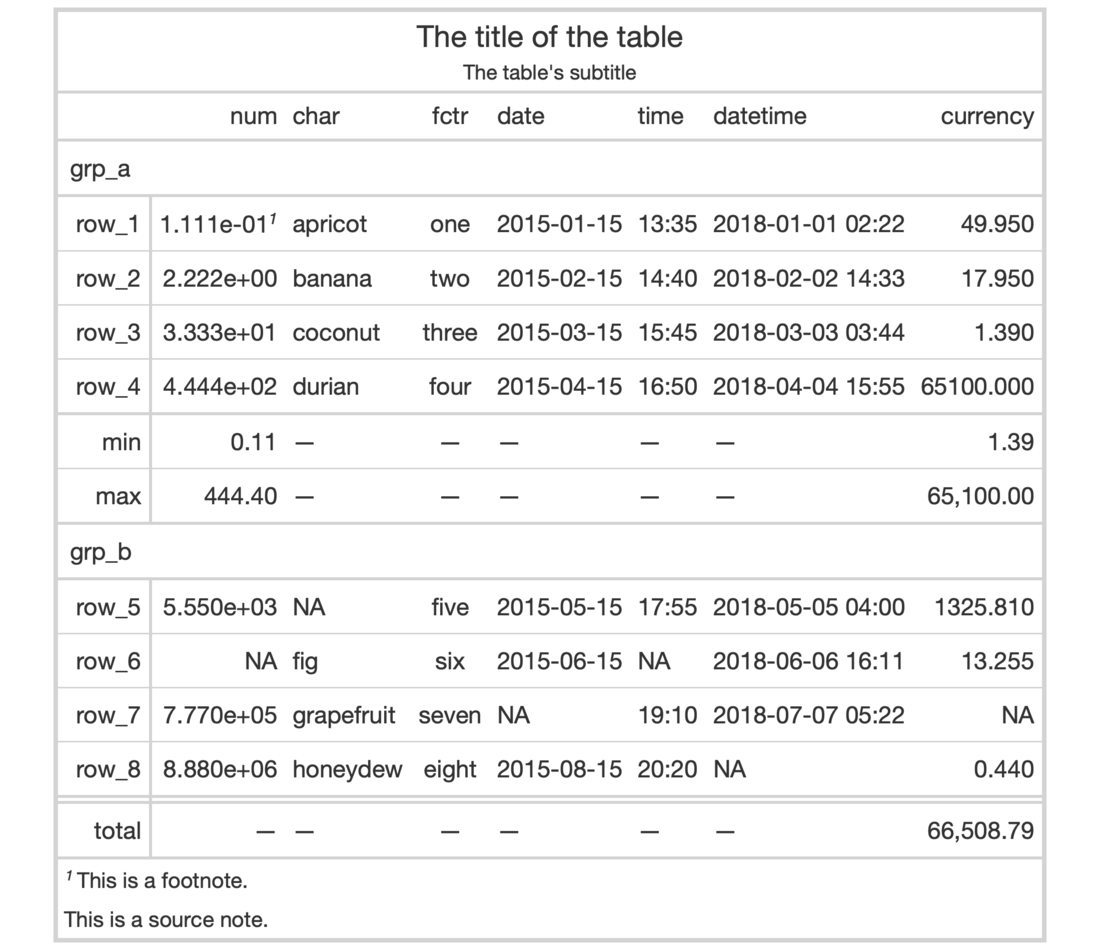 The title of the table
The table's subtitle
num char fctr date time datetime currency
grp_a
row_1 1.111e-01¹ apricot one 2015-01-15 13:35 2018-01-01 02:22 49.950
row_2 2.222e+00 banana two 2015-02-15 14:40 2018-02-02 14:33 17.950
row_3 3.333e+01 coconut three 2015-03-15 15:45 2018-03-03 03:44 1.390
row_4 4.444e+02 durian four 2015-04-15 16:50 2018-04-04 15:55 65100.000
min 0.11 — — — — — 1.39
max 444.40 — — — — — 65,100.00
grp_b
row_5 5.550e+03 NA five 2015-05-15 17:55 2018-05-05 04:00 1325.810
row_6 NA fig six 2015-06-15 NA 2018-06-06 16:11 13.255
row_7 7.770e+05 grapefruit seven NA 19:10 2018-07-07 05:22 NA
row_8 8.880e+06 honeydew eight 2015-08-15 20:20 NA 0.440
total — — — — — — 66,508.79
¹ This is a footnote.
This is a source note.